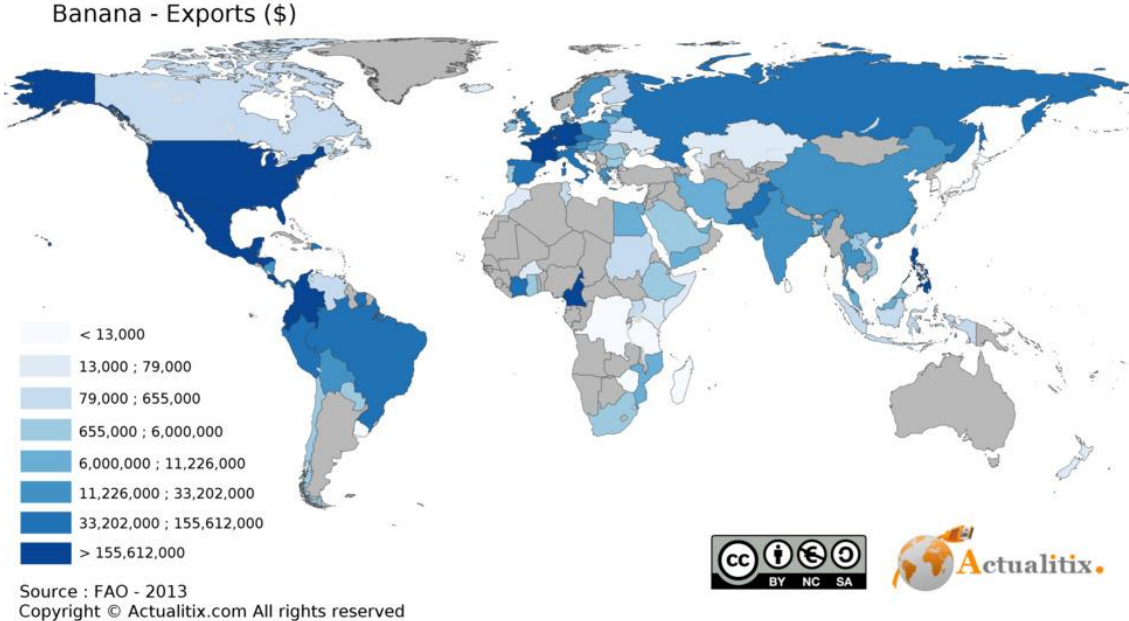 Banana - Exports ($)
< 13,000
13,000 ; 79,000
79,000 ; 655,000
655,000 ; 6,000,000
6,000,000 ; 11,226,000
11,226,000 ; 33,202,000
33,202,000 ; 155,612,000
> 155,612,000
Source : FAO - 2013
Copyright © Actualitix.com All rights reserved
cc
BY NC SA
Actualitix.